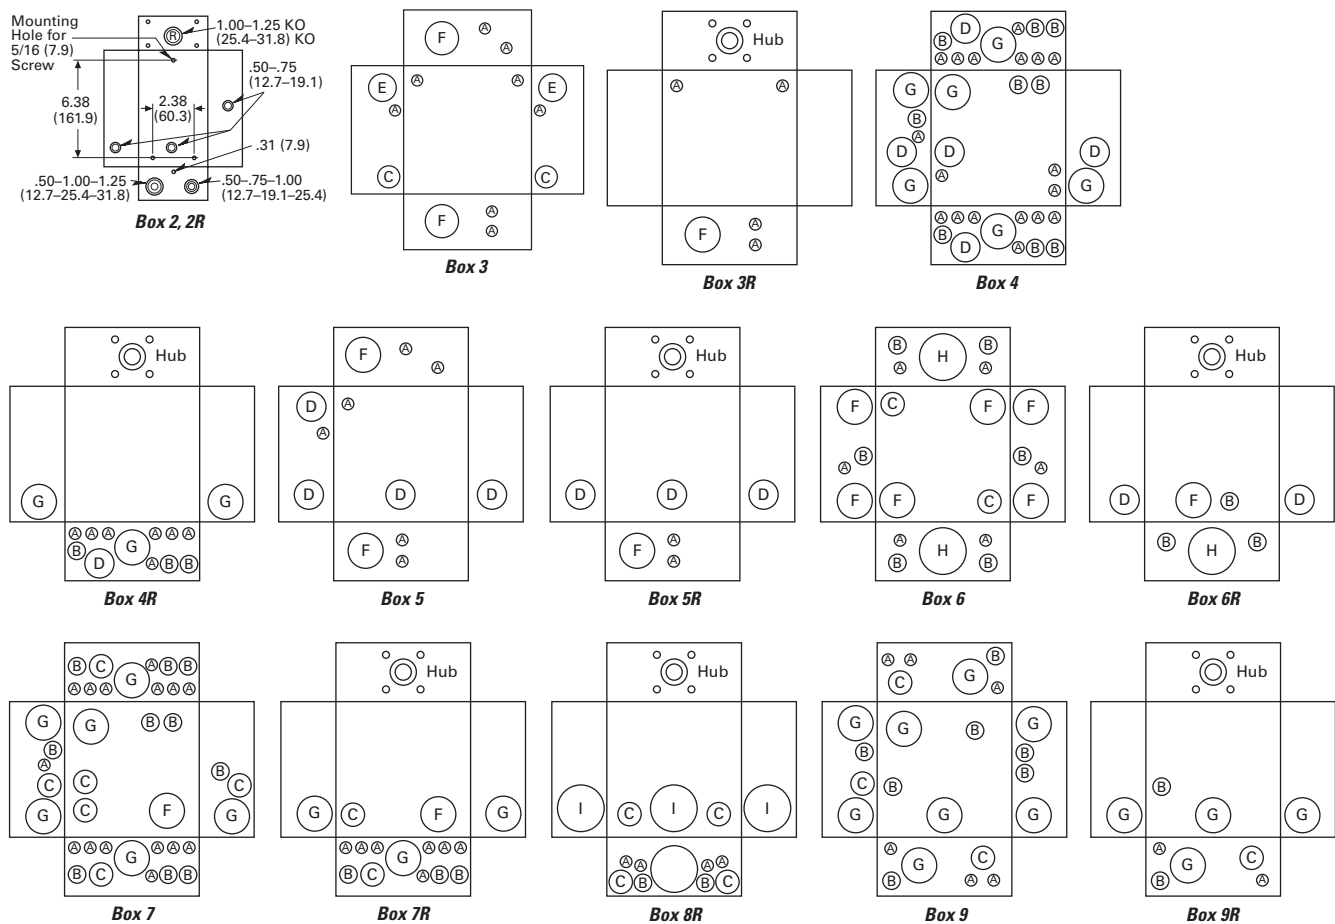 Mounting
Hole for
5/16 (7.9)
Screw
R
1.00–1.25 KO
(25.4–31.8) KO
.50–.75
(12.7–19.1)
6.38
(161.9)
2.38
(60.3)
.31 (7.9)
.50–1.00–1.25
(12.7–25.4–31.8)
.50–.75–1.00
(12.7–19.1–25.4)
Box 2, 2R
F A
A
E A A E
A A
C C
F A
A
Box 3
Hub
A A
F A
A
Box 3R
D A B B
B G
A A A A A A
G G B B
B
A
D D D
A A
G A G
A A A G A A A
B D A B B
Box 4
Hub
G G
A A A G A A A
B D A B B
Box 4R
F A
A
D A
A
D D D
F A
A
Box 5
Hub
D D D
F A
A
Box 5R
B H B
A A
F C F F
B B
A A
F F C F
A H A
B B
Box 6
Hub
D F B D
B H B
Box 6R
B C G A B B
A A A A A A
G G B B
B
A B
C C C
G C F G
A A A G A A A
B C A B B
Box 7
Hub
G C F G
A A A G A A A
B C A B B
Box 7R
Hub
I C I C I
A A A A
C B B C
Box 8R
A A B
C G A
G G B G
B B
C B B
G G G
A G C
B A A
Box 9
Hub
B
G G G
A G C
B A
Box 9R